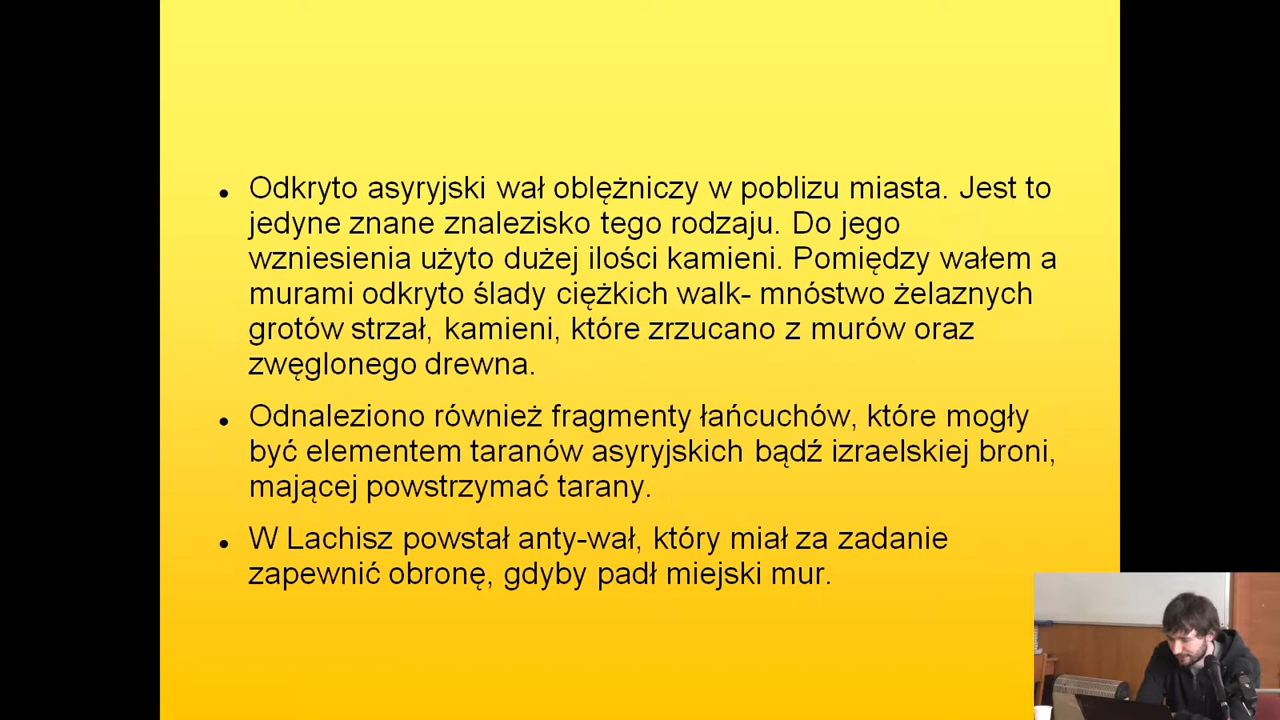 • Odkryto asyryjski wał oblężniczy w poblizu miasta. Jest to
jedyne znane znalezisko tego rodzaju. Do jego
wzniesienia użyto dużej ilości kamieni. Pomiędzy wałem a
murami odkryto ślady ciężkich walk- mnóstwo żelaznych
grotów strzał, kamieni, które zrzucano z murów oraz
zwęglonego drewna.
• Odnaleziono również fragmenty łańcuchów, które mogły
być elementem taranów asyryjskich bądź izraelskiej broni,
mającej powstrzymać tarany.
• W Lachisz powstał anty-wał, który miał za zadanie
zapewnić obronę, gdyby padł miejski mur.